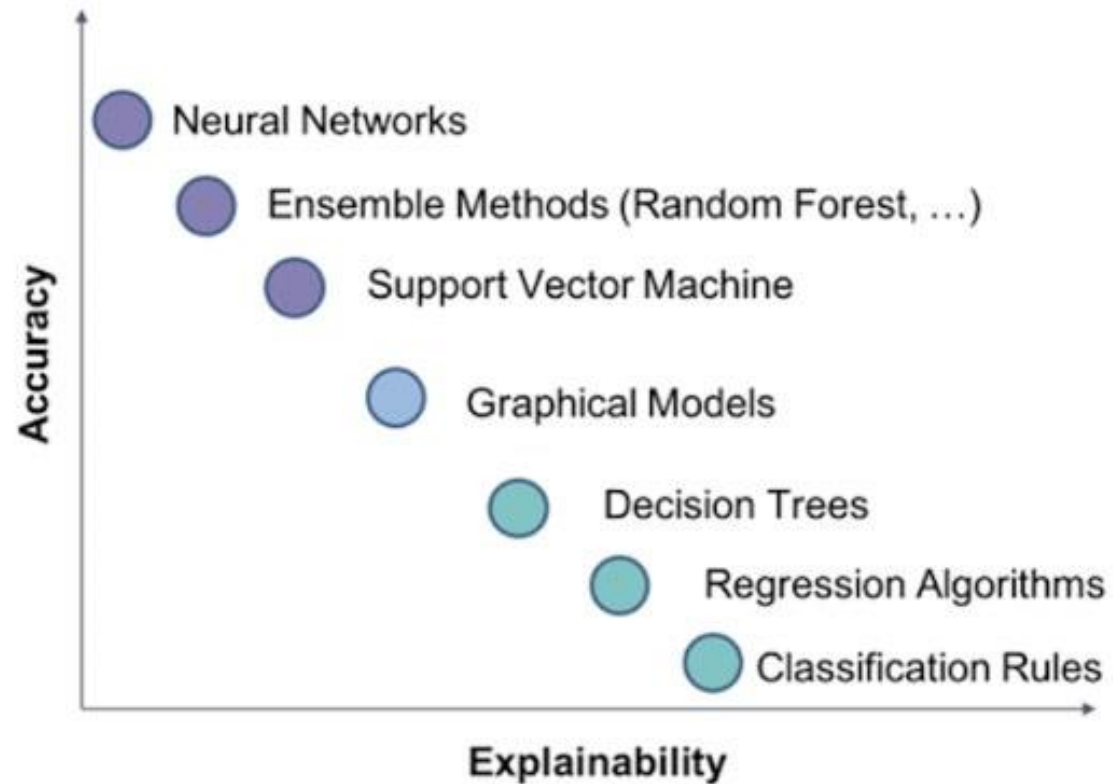 Accuracy
Neural Networks
Ensemble Methods (Random Forest, ...)
Support Vector Machine
Graphical Models
Decision Trees
Regression Algorithms
Classification Rules
Explainability